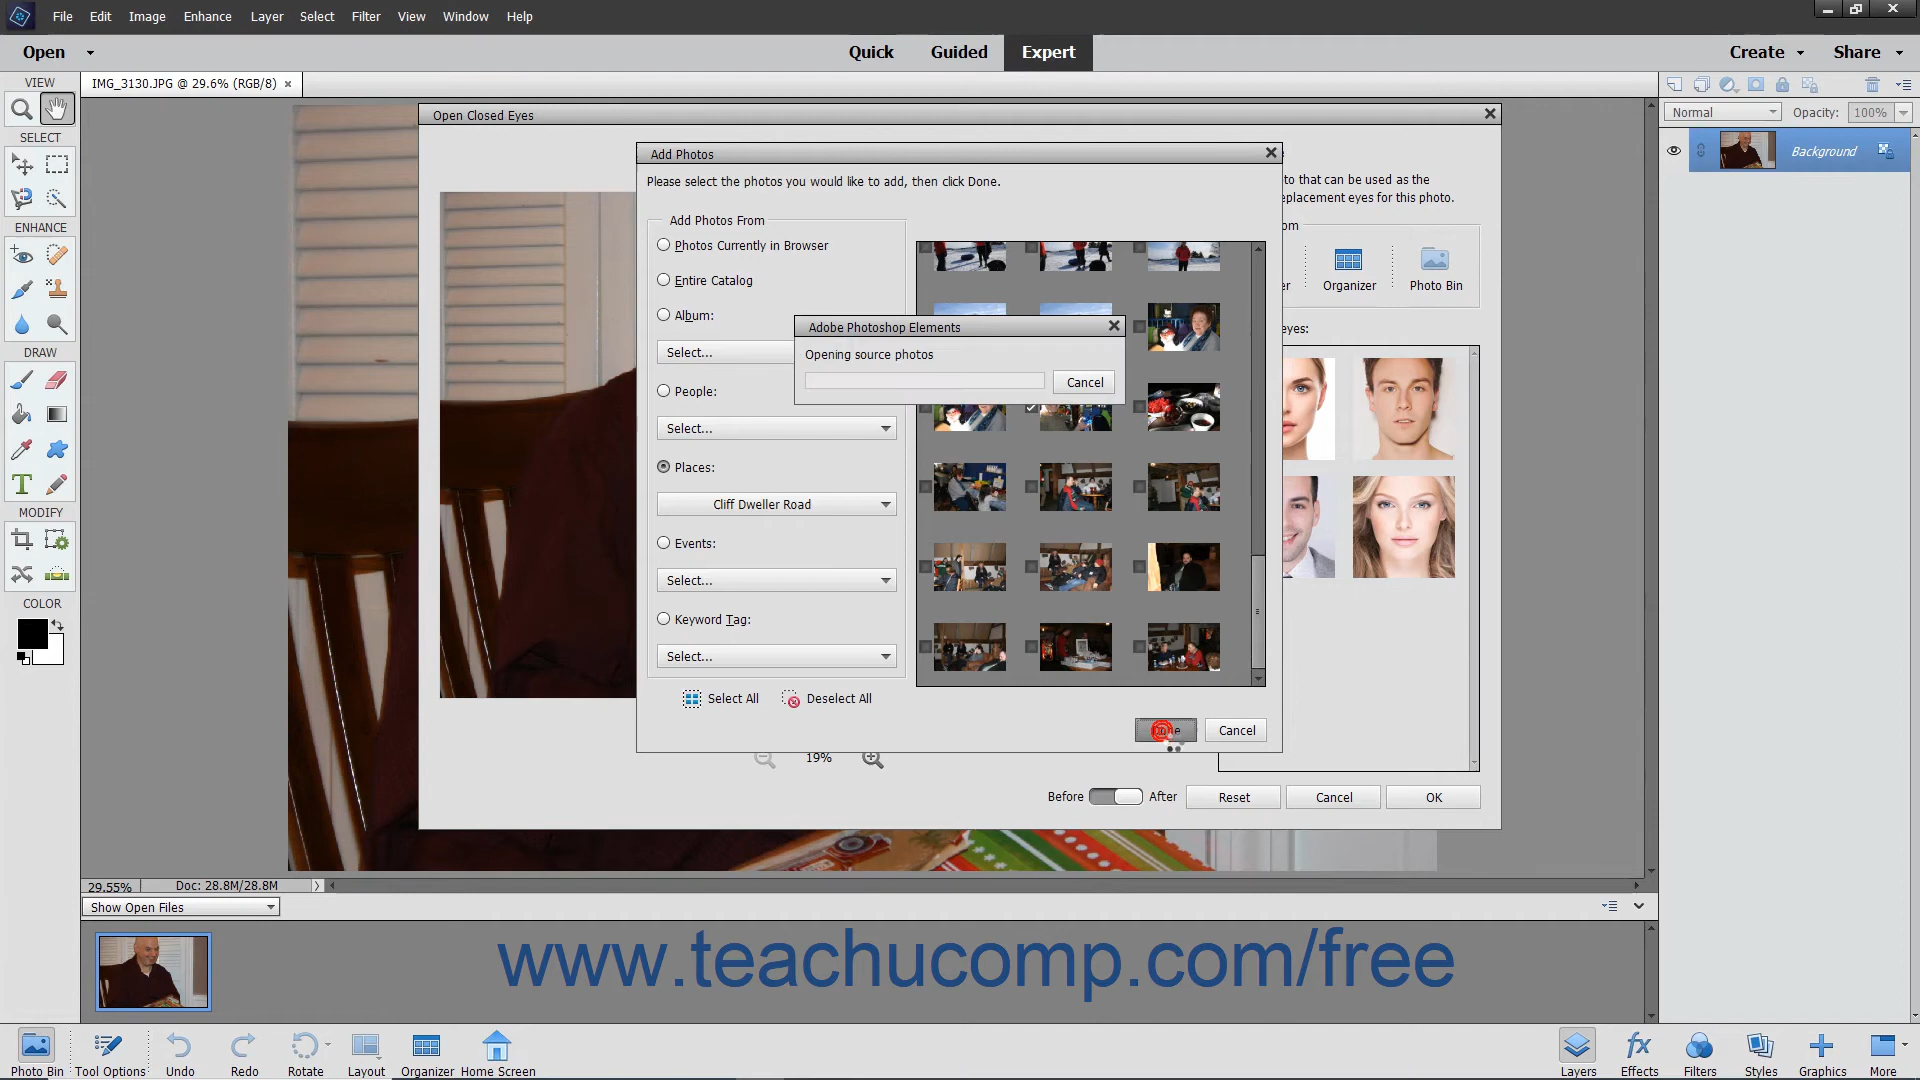 File Edit Image Enhance Layer Select Filter View Window Help
Open Quick Guided Expert Create Share
VIEW
IMG_3130.JPG @ 29.6% (RGB/8)
SELECT
ENHANCE
DRAW
MODIFY
COLOR
Normal Opacity: 100%
Background
Open Closed Eyes
Add Photos
Please select the photos you would like to add, then click Done.
Add Photos From
Photos Currently in Browser
Entire Catalog
Album:
Select...
People:
Select...
Places:
Cliff Dweller Road
Events:
Select...
Keyword Tag:
Select...
Select All Deselect All
Cancel
Adobe Photoshop Elements
Opening source photos
Cancel
to that can be used as the
placement eyes for this photo.
om
Organizer Photo Bin
eyes:
19%
Before After Reset Cancel OK
29.55% Doc: 28.8M/28.8M
Show Open Files
www.teachucomp.com/free
Photo Bin Tool Options Undo Redo Rotate Layout Organizer Home Screen Layers Effects Filters Styles Graphics More